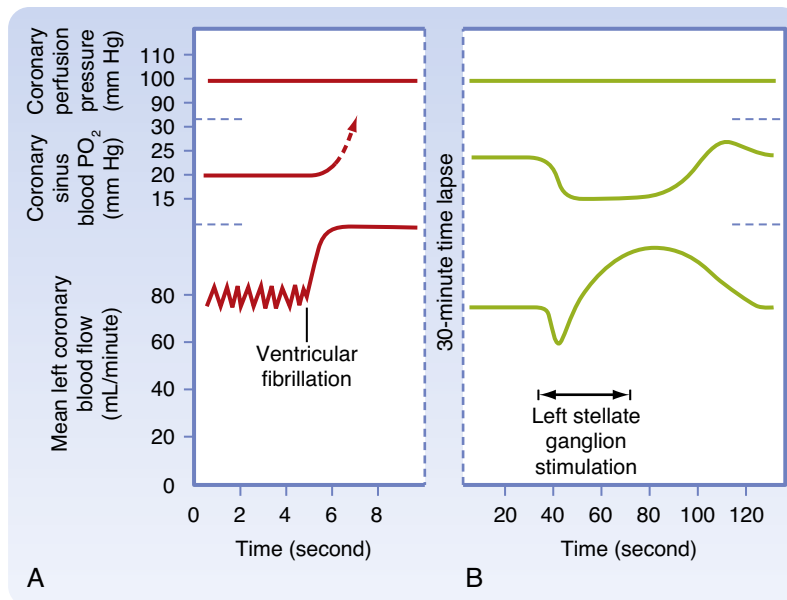 Coronary
perfusion
pressure
(mm Hg)
110
100
90
Coronary
sinus
blood PO₂
(mm Hg)
30
25
20
15
Mean left coronary
blood flow
(mL/minute)
80
60
40
20
0
Ventricular
fibrillation
0 2 4 6 8
Time (second)
A
30-minute time lapse
Left stellate
ganglion
stimulation
20 40 60 80 100 120
Time (second)
B